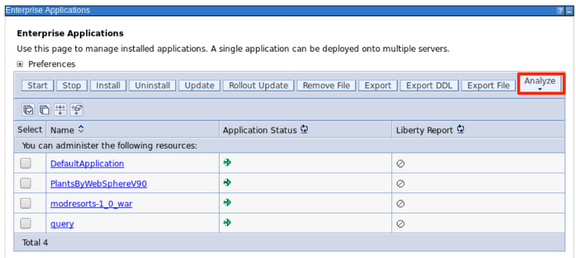 Enterprise Applications
? _
Enterprise Applications
Use this page to manage installed applications. A single application can be deployed onto multiple servers.
Preferences
Start Stop Install Uninstall Update Rollout Update Remove File Export Export DDL Export File Analyze
Select Name Application Status Liberty Report
You can administer the following resources:
DefaultApplication
PlantsByWebSphereV90
modresorts-1_0_war
query
Total 4